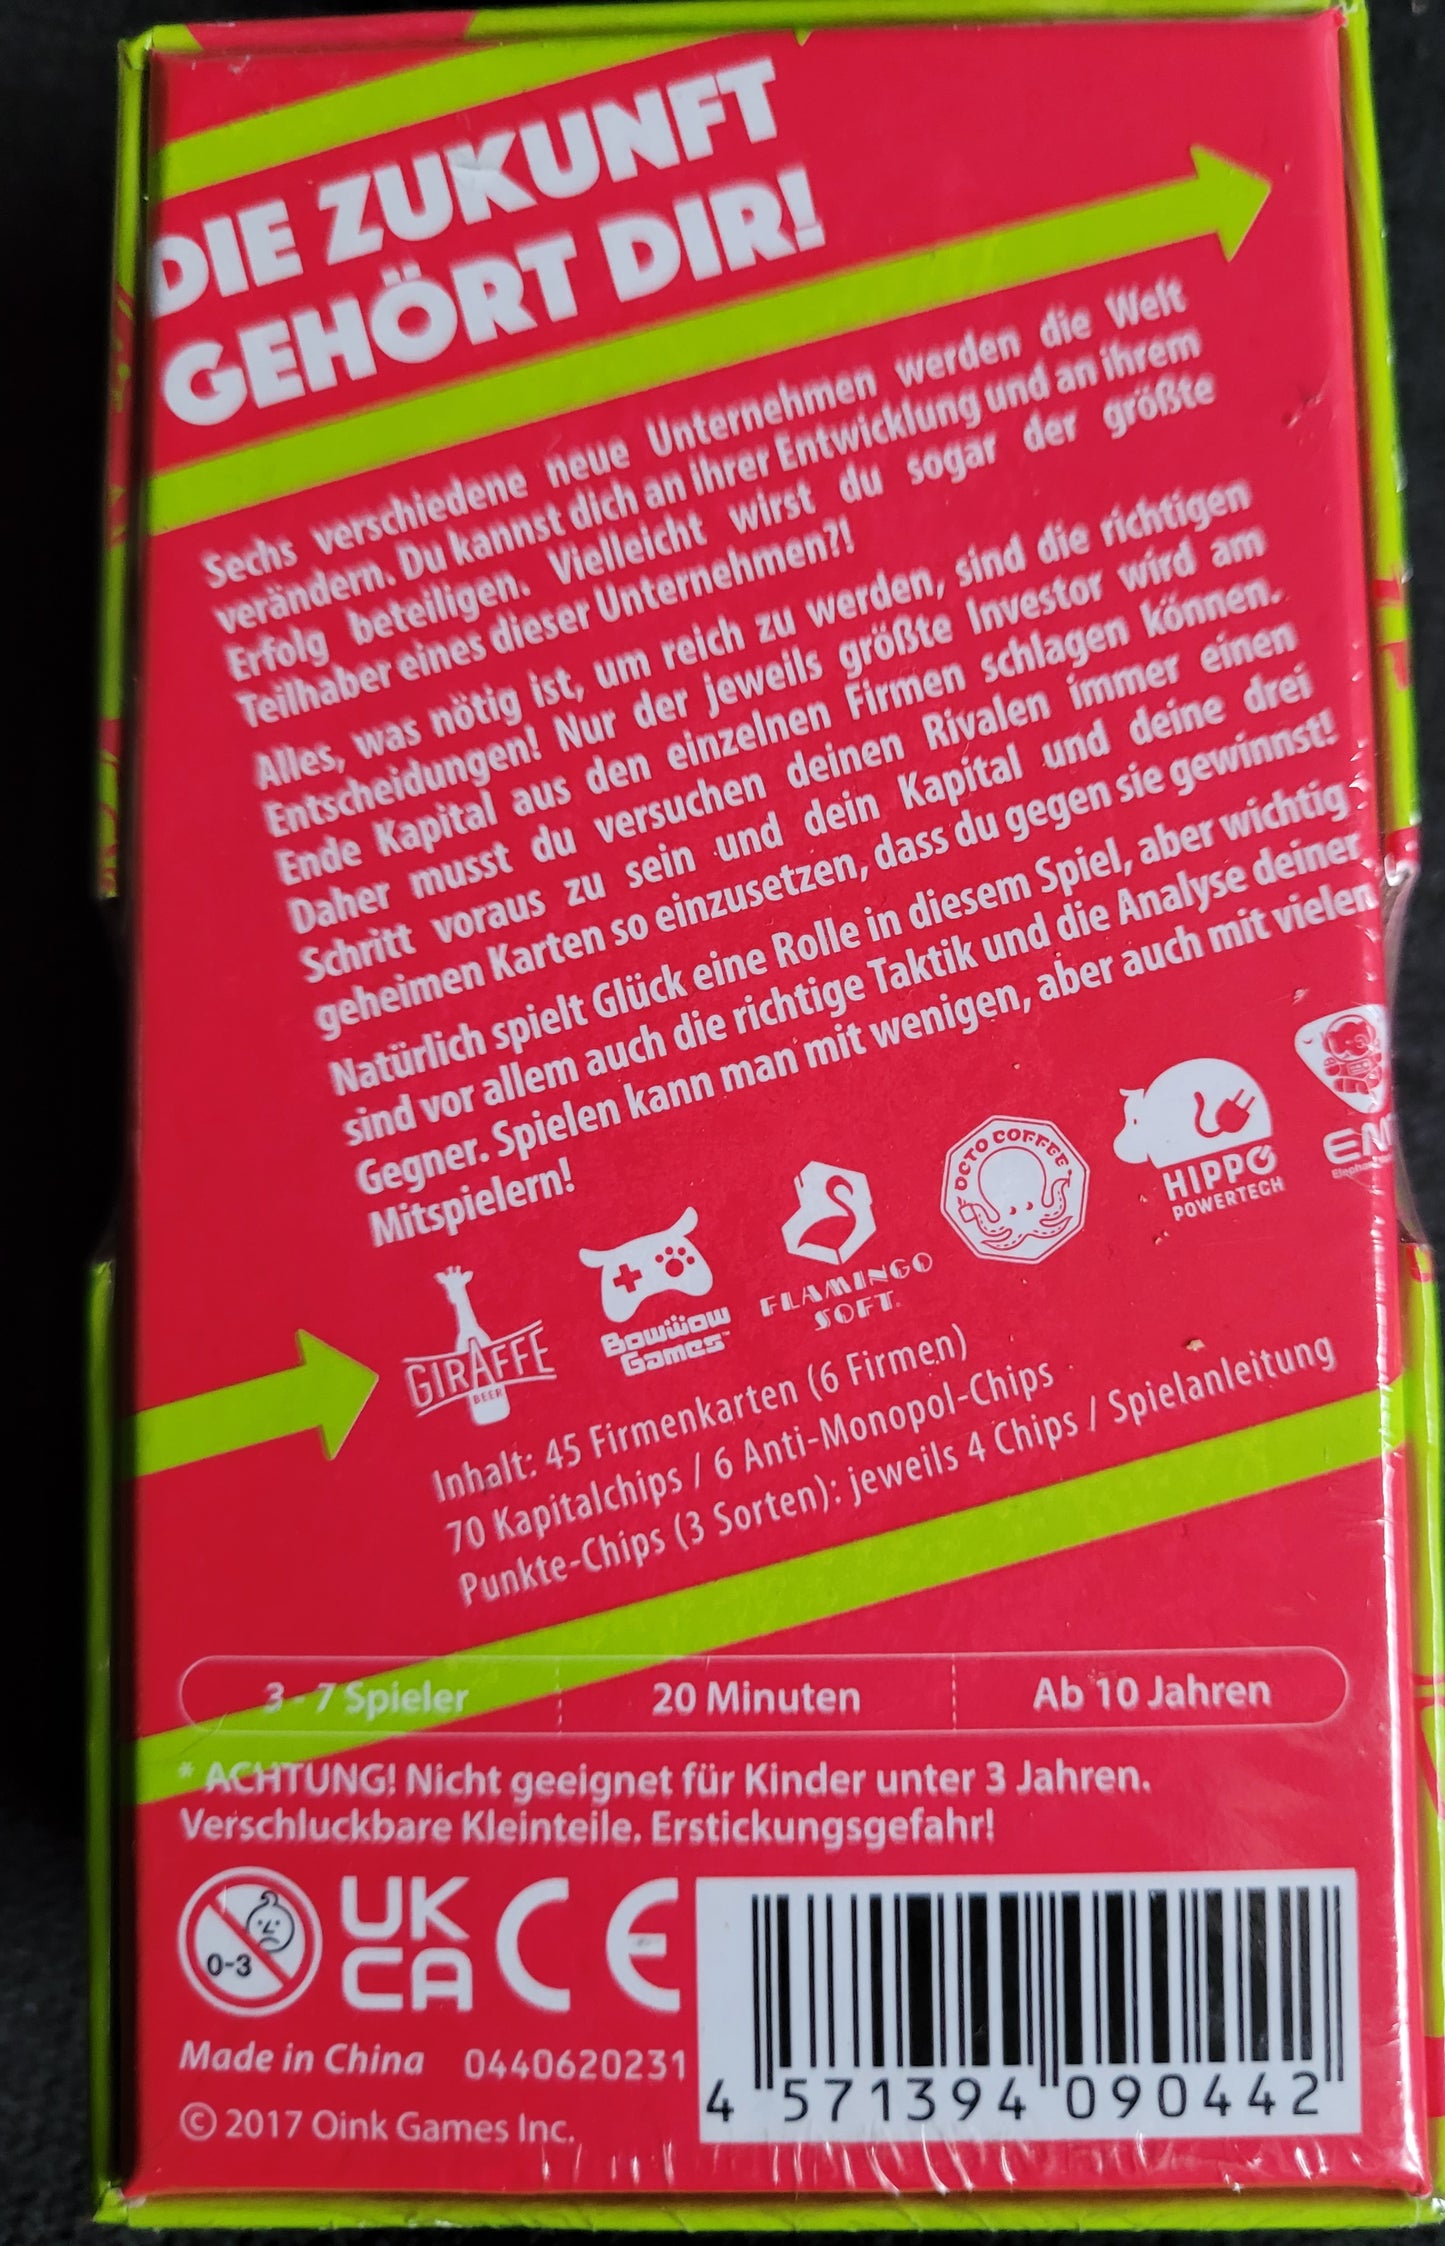 DIE ZUKUNFT
GEHÖRT DIR!
Sechs verschiedene neue Unternehmen werden die Welt
verändern. Du kannst dich an ihrer Entwicklung und an ihrem
Erfolg beteiligen. Vielleicht wirst du sogar der größte
Teilhaber eines dieser Unternehmen?!
Alles, was nötig ist, um reich zu werden, sind die richtigen
Entscheidungen! Nur der jeweils größte Investor wird am
Ende Kapital aus den einzelnen Firmen schlagen können.
Daher musst du versuchen deinen Rivalen immer einen
Schritt voraus zu sein und dein Kapital und deine drei
geheimen Karten so einzusetzen, dass du gegen sie gewinnst!
Natürlich spielt Glück eine Rolle in diesem Spiel, aber wichtig
sind vor allem auch die richtige Taktik und die Analyse deiner
Gegner. Spielen kann man mit wenigen, aber auch mit vielen
Mitspielern!
GIRAFFE
BEER
Bowwow
Games™
FLAMINGO
SOFT.
OCTO COFFEE
HIPPO
POWERTECH
EM
Elepha
Inhalt: 45 Firmenkarten (6 Firmen)
70 Kapitalchips / 6 Anti-Monopol-Chips
Punkte-Chips (3 Sorten): jeweils 4 Chips / Spielanleitung
3 - 7 Spieler
20 Minuten
Ab 10 Jahren
* ACHTUNG! Nicht geeignet für Kinder unter 3 Jahren.
Verschluckbare Kleinteile. Erstickungsgefahr!
0-3
UK
CA
CE
Made in China 0440620231
© 2017 Oink Games Inc.
4 571394 090442